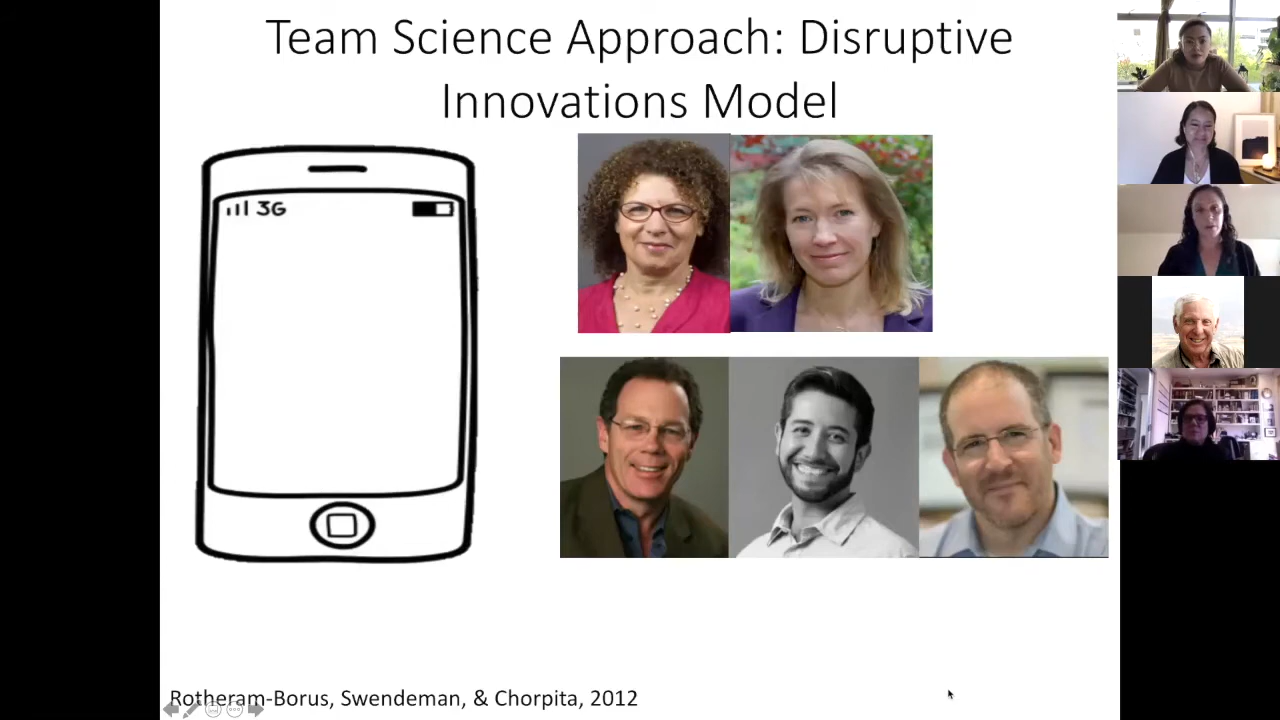 Team Science Approach: Disruptive
Innovations Model
3G
Rotheram-Borus, Swendeman, & Chorpita, 2012